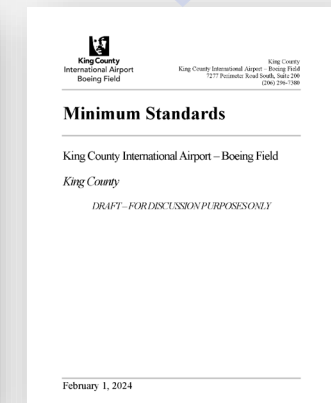 King County
International Airport
Boeing Field
King County
King County International Airport – Boeing Field
7277 Perimeter Road South, Suite 200
(206) 296-7380
Minimum Standards
King County International Airport – Boeing Field
King County
DRAFT – FOR DISCUSSION PURPOSES ONLY
February 1, 2024